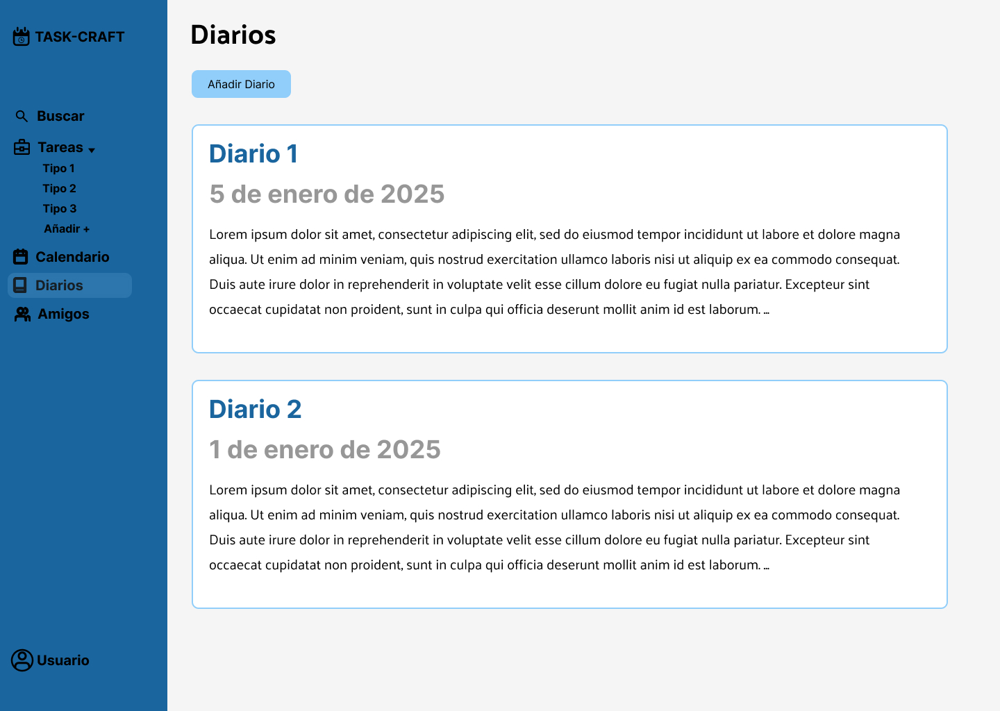 TASK-CRAFT
Buscar
Tareas
Tipo 1
Tipo 2
Tipo 3
Añadir +
Calendario
Diarios
Amigos
Usuario
Diarios
Añadir Diario
Diario 1
5 de enero de 2025
Lorem ipsum dolor sit amet, consectetur adipiscing elit, sed do eiusmod tempor incididunt ut labore et dolore magna
aliqua. Ut enim ad minim veniam, quis nostrud exercitation ullamco laboris nisi ut aliquip ex ea commodo consequat.
Duis aute irure dolor in reprehenderit in voluptate velit esse cillum dolore eu fugiat nulla pariatur. Excepteur sint
occaecat cupidatat non proident, sunt in culpa qui officia deserunt mollit anim id est laborum. ...
Diario 2
1 de enero de 2025
Lorem ipsum dolor sit amet, consectetur adipiscing elit, sed do eiusmod tempor incididunt ut labore et dolore magna
aliqua. Ut enim ad minim veniam, quis nostrud exercitation ullamco laboris nisi ut aliquip ex ea commodo consequat.
Duis aute irure dolor in reprehenderit in voluptate velit esse cillum dolore eu fugiat nulla pariatur. Excepteur sint
occaecat cupidatat non proident, sunt in culpa qui officia deserunt mollit anim id est laborum. ...